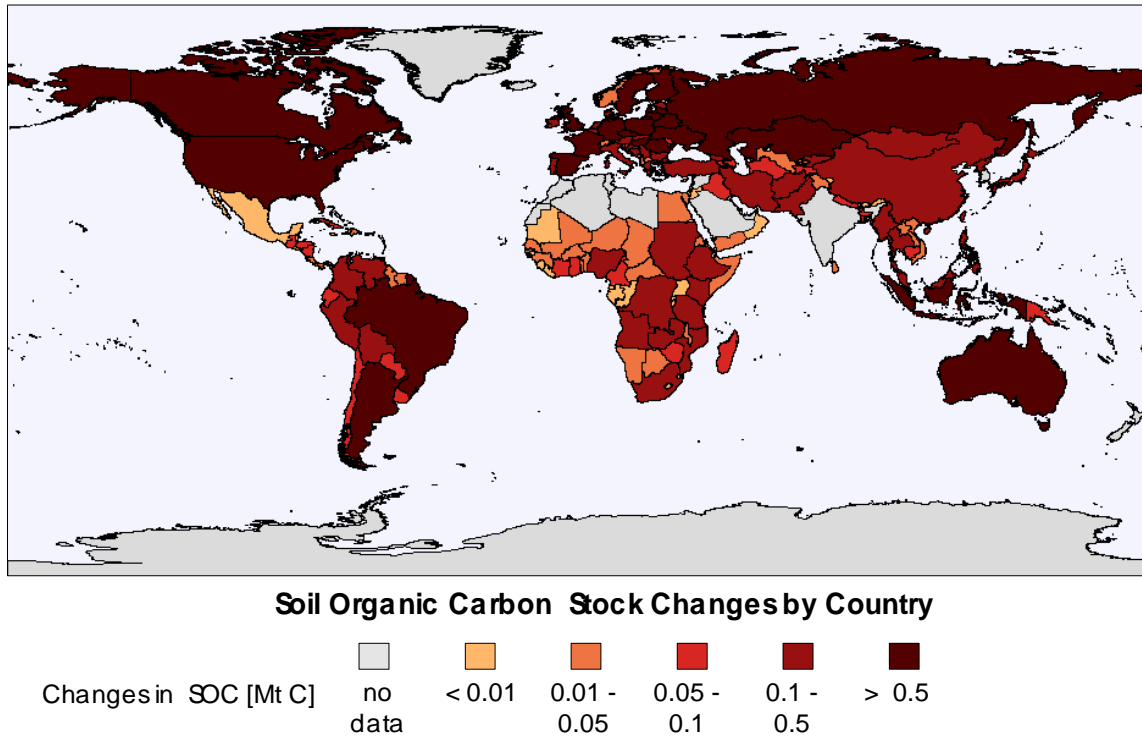 Soil Organic Carbon Stock Changes by Country
Changes in SOC [Mt C]
no
data
< 0.01
0.01 -
0.05
0.05 -
0.1
0.1 -
0.5
> 0.5